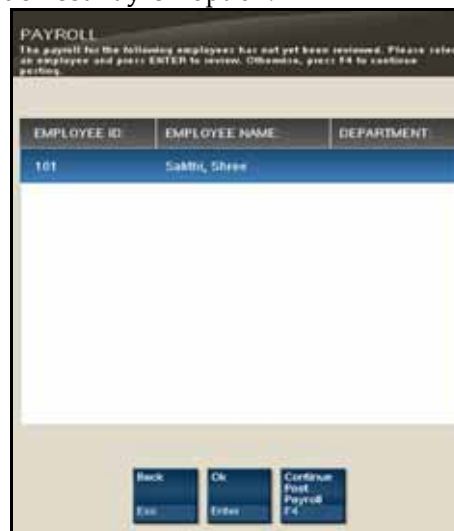 PAYROLL
The payroll for the following employees has not yet been reviewed. Please selec
an employee and press ENTER to review. Otherwise, press F4 to continue
posting.
EMPLOYEE ID: EMPLOYEE NAME: DEPARTMENT:
101 Sakthi, Shree
Back Ok Continue
Post
Payroll
Esc Enter F4